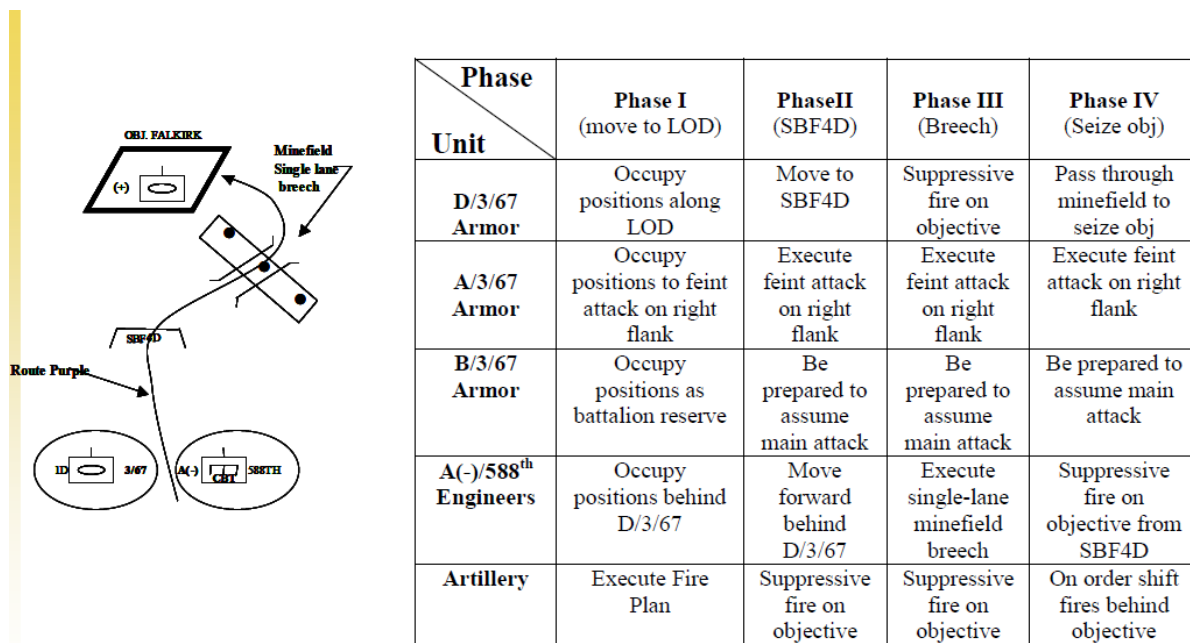 OBJ. FALKIRK
(+)
Minefield
Single lane
breech
SBF4D
Route Purple
ID
3/67
A(-)
CBT
588TH
Phase
Unit
Phase I
(move to LOD)
PhaseII
(SBF4D)
Phase III
(Breech)
Phase IV
(Seize obj)
D/3/67
Armor
Occupy
positions along
LOD
Move to
SBF4D
Suppressive
fire on
objective
Pass through
minefield to
seize obj
A/3/67
Armor
Occupy
positions to feint
attack on right
flank
Execute
feint attack
on right
flank
Execute
feint attack
on right
flank
Execute feint
attack on right
flank
B/3/67
Armor
Occupy
positions as
battalion reserve
Be
prepared to
assume
main attack
Be
prepared to
assume
main attack
Be prepared to
assume main
attack
A(-)/588th
Engineers
Occupy
positions behind
D/3/67
Move
forward
behind
D/3/67
Execute
single-lane
minefield
breech
Suppressive
fire on
objective from
SBF4D
Artillery
Execute Fire
Plan
Suppressive
fire on
objective
Suppressive
fire on
objective
On order shift
fires behind
objective